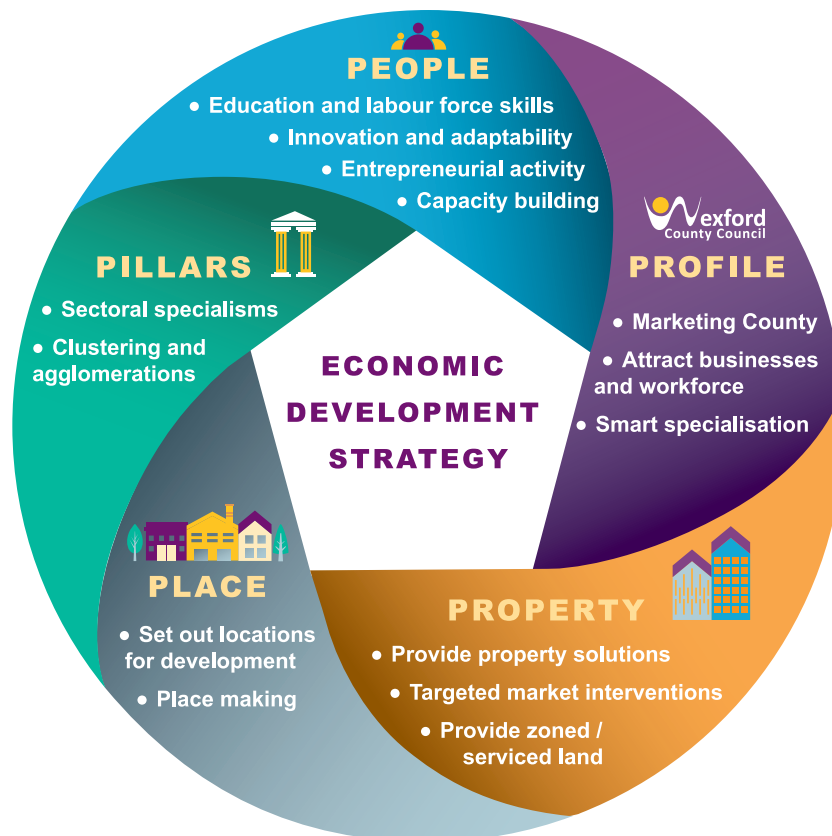 PEOPLE
● Education and labour force skills
● Innovation and adaptability
● Entrepreneurial activity
● Capacity building
Wexford
County Council
PROFILE
● Marketing County
● Attract businesses
and workforce
● Smart specialisation
PROPERTY
● Provide property solutions
● Targeted market interventions
● Provide zoned /
serviced land
PLACE
● Set out locations
for development
● Place making
PILLARS
● Sectoral specialisms
● Clustering and
agglomerations
ECONOMIC
DEVELOPMENT
STRATEGY